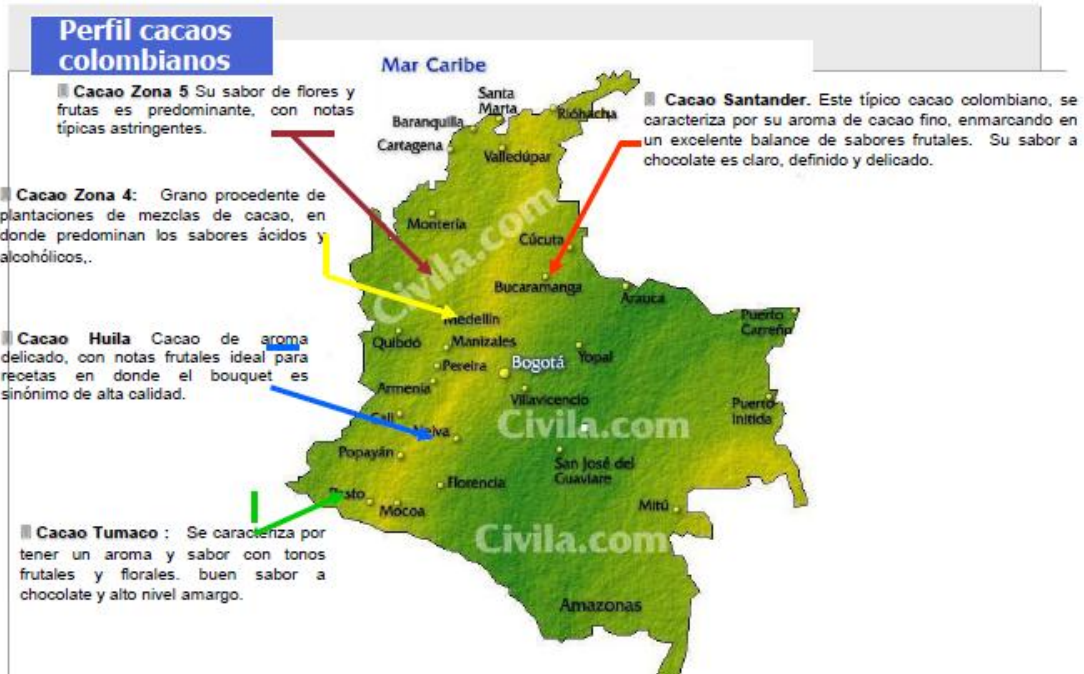 Perfil cacaos
colombianos
Cacao Zona 5 Su sabor de flores y
frutas es predominante, con notas
típicas astringentes.
Cacao Zona 4: Grano procedente de
plantaciones de mezclas de cacao, en
donde predominan los sabores ácidos y
alcohólicos,.
Cacao Huila Cacao de aroma
delicado, con notas frutales ideal para
recetas en donde el bouquet es
sinónimo de alta calidad.
Cacao Tumaco : Se caracteriza por
tener un aroma y sabor con tonos
frutales y florales. buen sabor a
chocolate y alto nivel amargo.
Cacao Santander. Este típico cacao colombiano, se
caracteriza por su aroma de cacao fino, enmarcando en
un excelente balance de sabores frutales. Su sabor a
chocolate es claro, definido y delicado.
Mar Caribe
Santa
Marta
Rióhacha
Baranquilla
Cartagena
Valledúpar
Montería
Civila.com
Cúcuta
Bucaramanga
Arauca
Medellín
Puerto
Carreño
Quibdó
Manizales
Pereira
Bogotá
Yopal
Armenia
Villavicencio
Cali
Neiva
Civila.com
Puerto
Initida
Popayán
San José del
Guaviare
Pasto
Florencia
Mocoa
Mitú
Civila.com
Amazonas